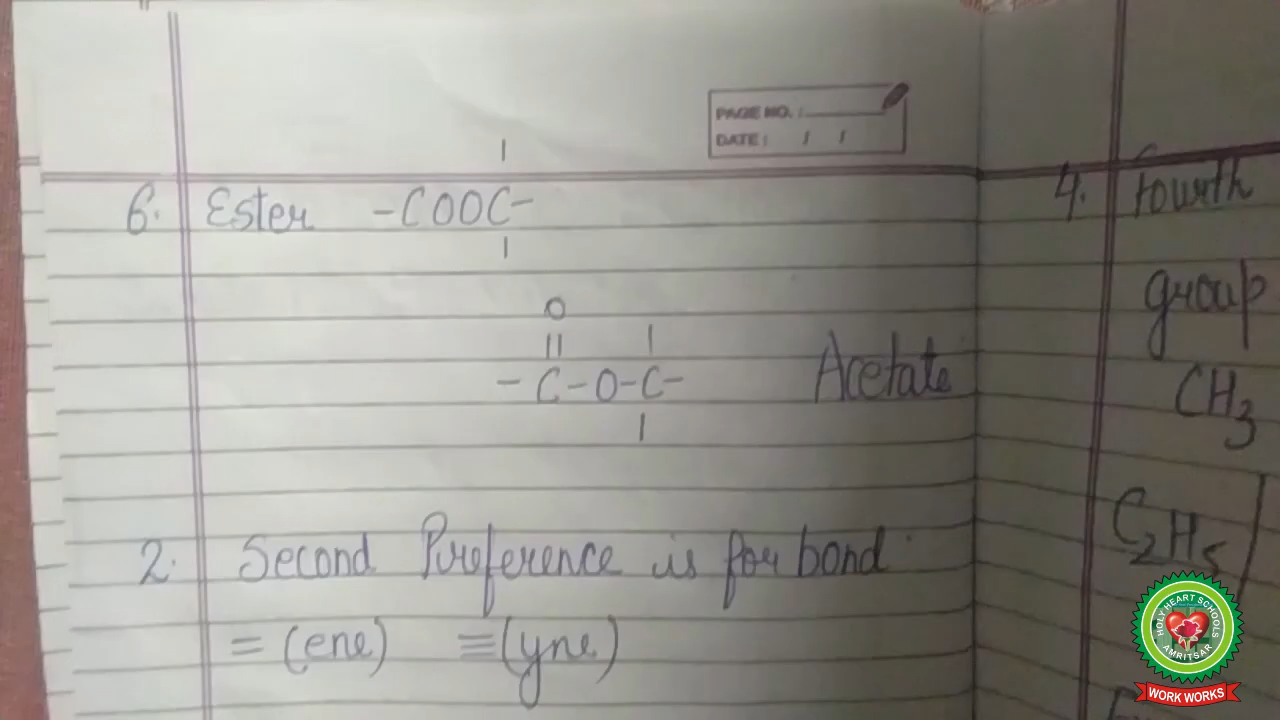 PAGE NO. :
DATE : / /
6. Ester -COOC-
O
||
- C - O - C -
Acetate
2. Second Preference is for bond.
= (ene) ≡ (yne)
4. Fourth
group
CH3
C2H5
HOLY HEART SCHOOLS
AMRITSAR
WORK WORKS